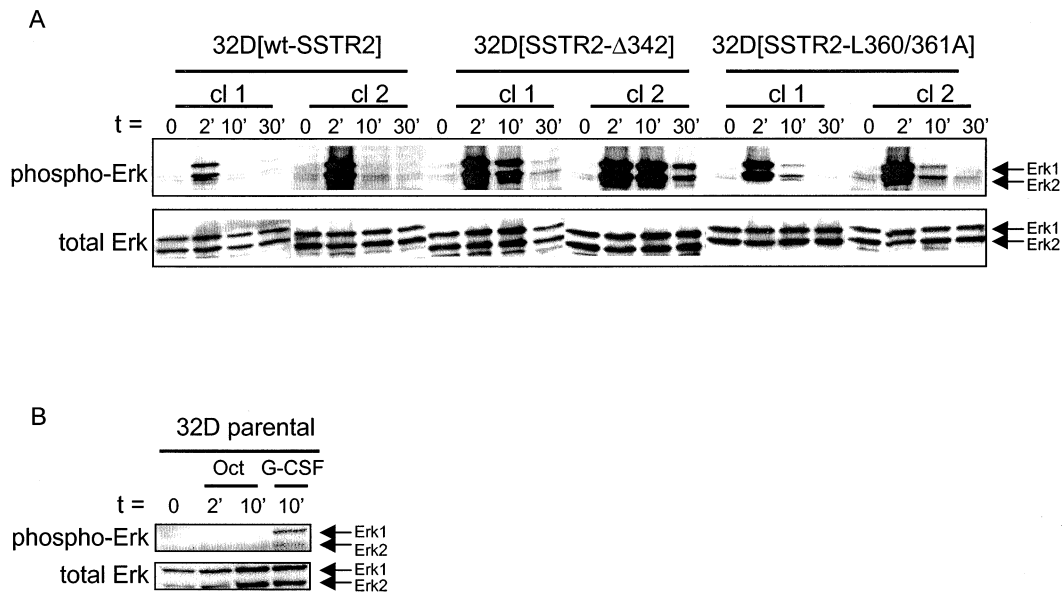 A
32D[wt-SSTR2] 32D[SSTR2-Δ342] 32D[SSTR2-L360/361A]
cl 1 cl 2 cl 1 cl 2 cl 1 cl 2
t = 0 2' 10' 30' 0 2' 10' 30' 0 2' 10' 30' 0 2' 10' 30' 0 2' 10' 30' 0 2' 10' 30'
phospho-Erk Erk1
Erk2
total Erk Erk1
Erk2
B
32D parental
Oct G-CSF
t = 0 2' 10' 10'
phospho-Erk Erk1
Erk2
total Erk Erk1
Erk2